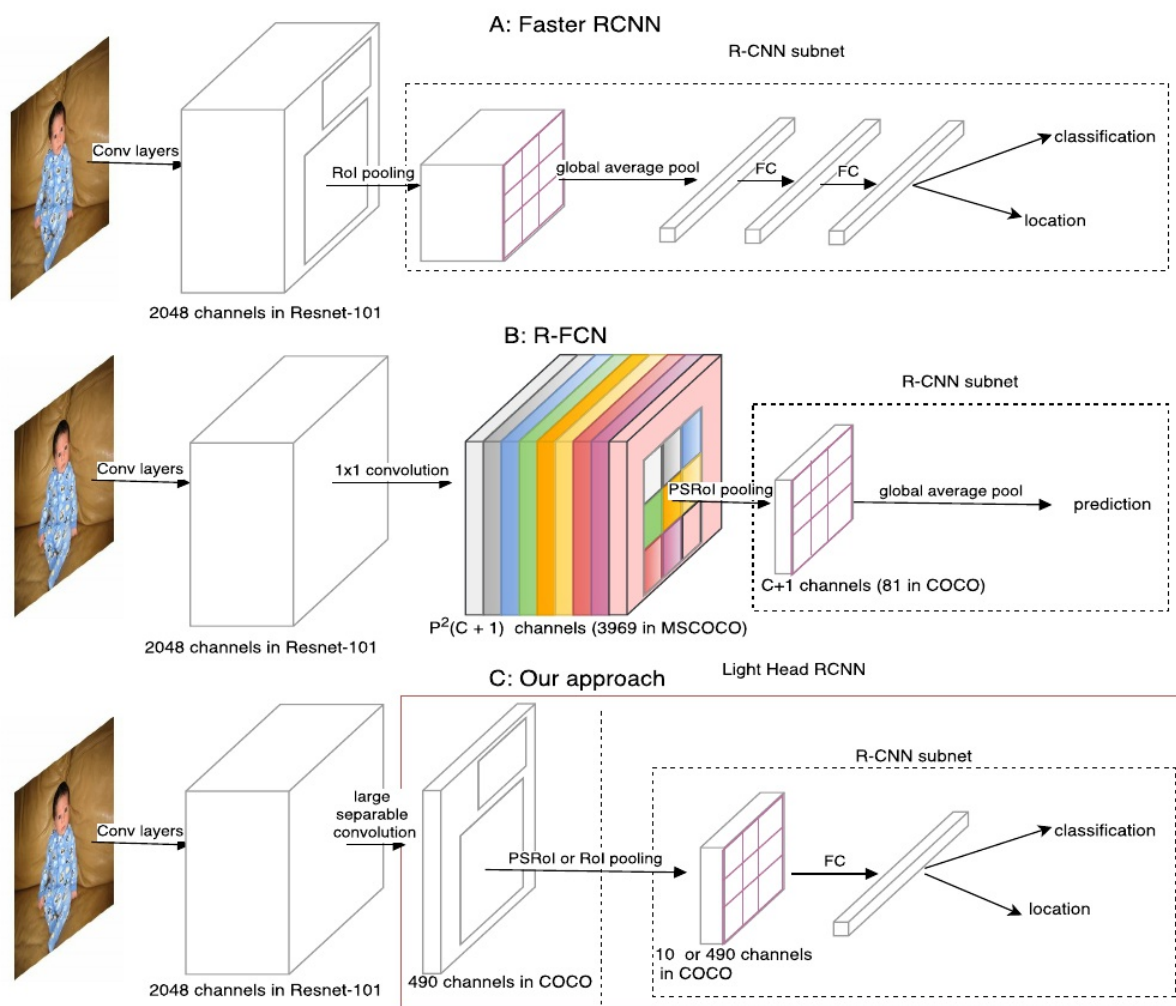 A: Faster RCNN
R-CNN subnet
Conv layers
RoI pooling
global average pool
FC
FC
classification
location
2048 channels in Resnet-101
B: R-FCN
R-CNN subnet
Conv layers
1x1 convolution
PSRoI pooling
global average pool
prediction
C+1 channels (81 in COCO)
P²(C + 1) channels (3969 in MSCOCO)
2048 channels in Resnet-101
C: Our approach
Light Head RCNN
R-CNN subnet
Conv layers
large
separable
convolution
PSRoI or RoI pooling
FC
classification
location
10 or 490 channels
in COCO
490 channels in COCO
2048 channels in Resnet-101